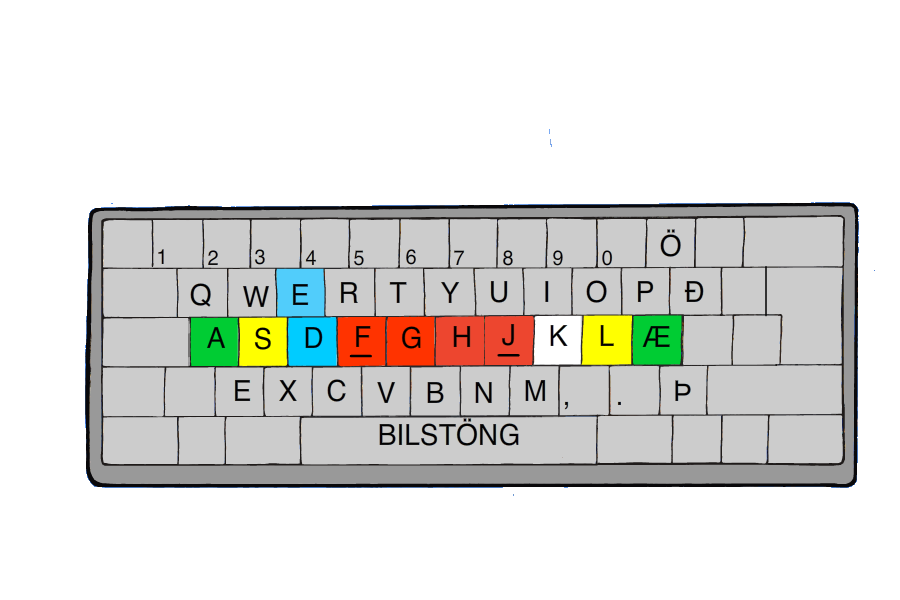 1 2 3 4 5 6 7 8 9 0 Ö
Q W E R T Y U I O P Đ
A S D F G H J K L Æ
E X C V B N M , . Þ
BILSTÖNG